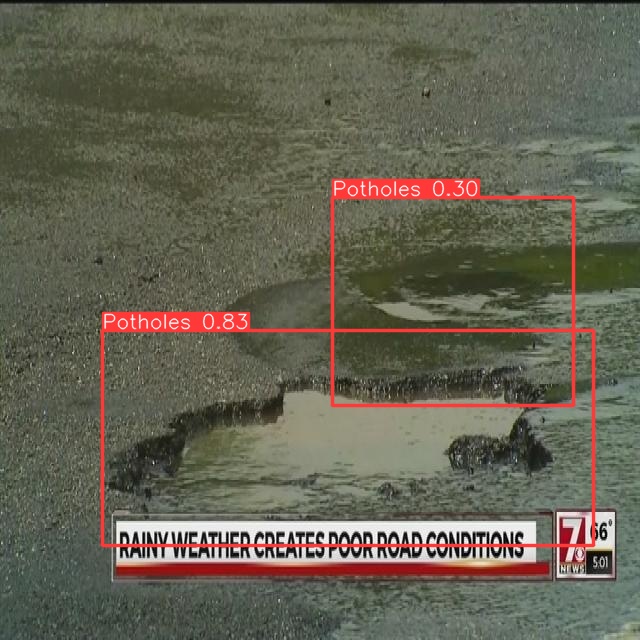 Potholes 0.30
Potholes 0.83
RAINY WEATHER CREATES POOR ROAD CONDITIONS
7
NEWS
66°
5:01